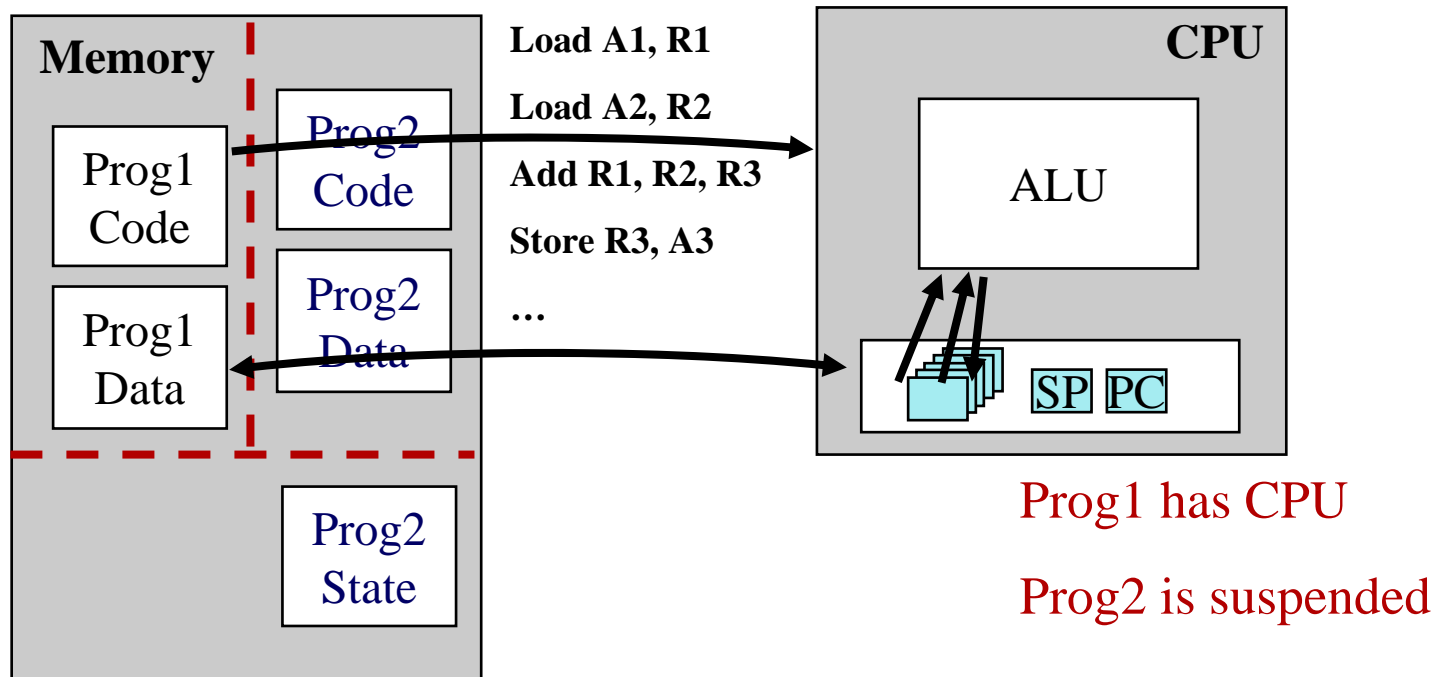 Memory
Prog1
Code
Prog1
Data
Prog2
Code
Prog2
Data
Prog2
State
Load A1, R1
Load A2, R2
Add R1, R2, R3
Store R3, A3
…
CPU
ALU
SP PC
Prog1 has CPU
Prog2 is suspended